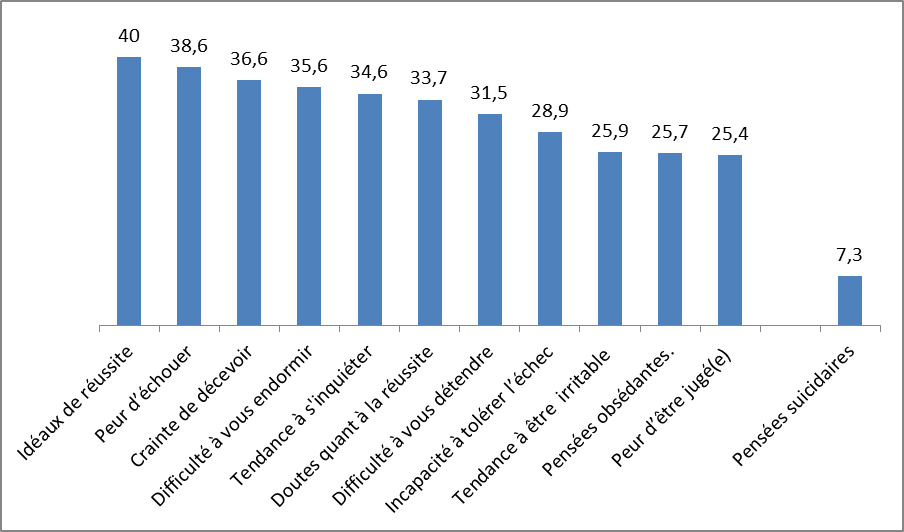 40
38,6
36,6
35,6
34,6
33,7
31,5
28,9
25,9
25,7
25,4
7,3
Idéaux de réussite
Peur d’échouer
Crainte de décevoir
Difficulté à vous endormir
Tendance à s’inquiéter
Doutes quant à la réussite
Difficulté à vous détendre
Incapacité à tolérer l’échec
Tendance à être irritable
Pensées obsédantes.
Peur d’être jugé(e)
Pensées suicidaires